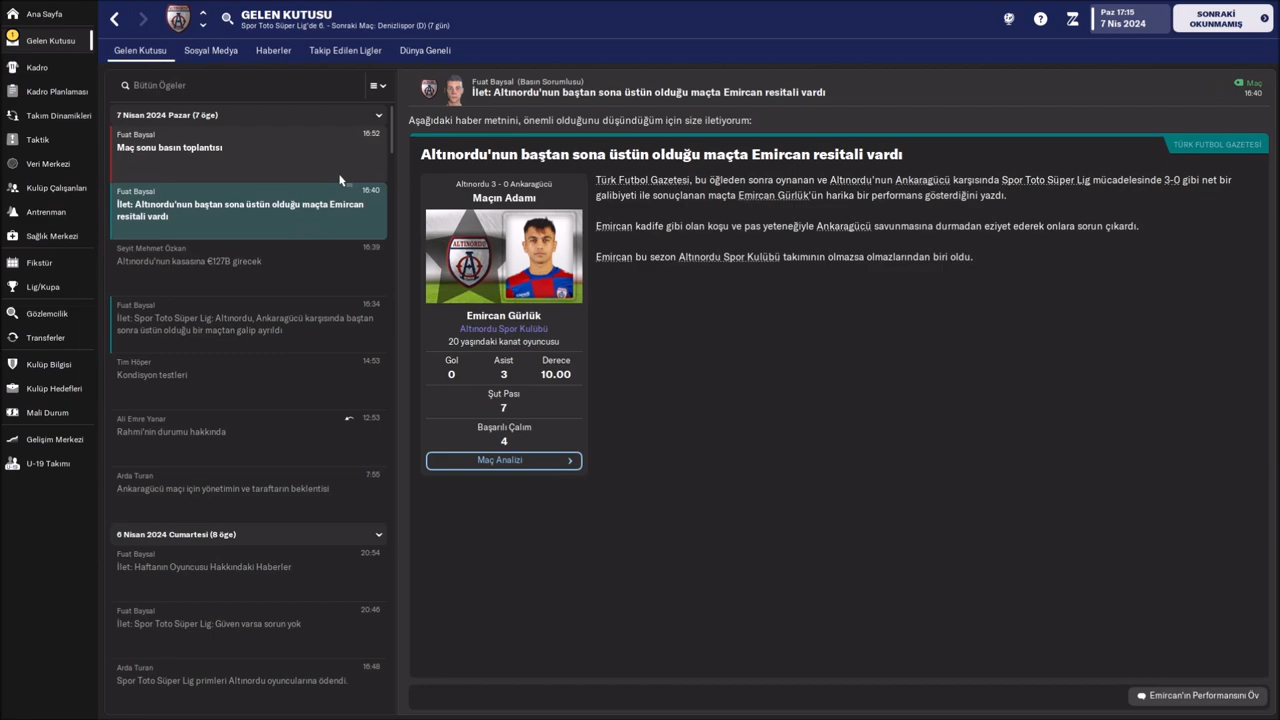 Ana Sayfa
1
Gelen Kutusu
Kadro
Kadro Planlaması
Takım Dinamikleri
Taktik
Veri Merkezi
Kulüp Çalışanları
Antrenman
Sağlık Merkezi
Fikstür
Lig/Kupa
Gözlemcilik
Transferler
Kulüp Bilgisi
Kulüp Hedefleri
Mali Durum
Gelişim Merkezi
U-19 Takımı
GELEN KUTUSU
Spor Toto Süper Lig'de 6. - Sonraki Maç: Denizlispor (D) (7 gün)
Paz 17:15
7 Nis 2024
SONRAKİ
OKUNMAMIŞ
Gelen Kutusu
Sosyal Medya
Haberler
Takip Edilen Ligler
Dünya Geneli
Bütün Ögeler
7 Nisan 2024 Pazar (7 öge)
Fuat Baysal
16:52
Maç sonu basın toplantısı
Fuat Baysal
16:40
İlet: Altınordu'nun baştan sona üstün olduğu maçta Emircan
resitali vardı
Seyit Mehmet Özkan
16:39
Altınordu'nun kasasına €127B girecek
Fuat Baysal
16:34
İlet: Spor Toto Süper Lig: Altınordu, Ankaragücü karşısında baştan
sonra üstün olduğu bir maçtan galip ayrıldı
Tim Höper
14:53
Kondisyon testleri
Ali Emre Yanar
12:53
Rahmi'nin durumu hakkında
Arda Turan
7:55
Ankaragücü maçı için yönetimin ve taraftarın beklentisi
6 Nisan 2024 Cumartesi (8 öge)
Fuat Baysal
20:54
İlet: Haftanın Oyuncusu Hakkındaki Haberler
Fuat Baysal
20:46
İlet: Spor Toto Süper Lig: Güven varsa sorun yok
Arda Turan
16:48
Spor Toto Süper Lig primleri Altınordu oyuncularına ödendi.
Fuat Baysal (Basın Sorumlusu)
İlet: Altınordu'nun baştan sona üstün olduğu maçta Emircan resitali vardı
Maç
16:40
Aşağıdaki haber metnini, önemli olduğunu düşündüğüm için size iletiyorum:
TÜRK FUTBOL GAZETESİ
Altınordu'nun baştan sona üstün olduğu maçta Emircan resitali vardı
Altınordu 3 - 0 Ankaragücü
Maçın Adamı
ALTINORDU
Emircan Gürlük
Altınordu Spor Kulübü
20 yaşındaki kanat oyuncusu
Gol Asist Derece
0 3 10.00
Şut Pası
7
Başarılı Çalım
4
Maç Analizi
Türk Futbol Gazetesi, bu öğleden sonra oynanan ve Altınordu'nun Ankaragücü karşısında Spor Toto Süper Lig mücadelesinde 3-0 gibi net bir
galibiyeti ile sonuçlanan maçta Emircan Gürlük'ün harika bir performans gösterdiğini yazdı.
Emircan kadife gibi olan koşu ve pas yeteneğiyle Ankaragücü savunmasına durmadan eziyet ederek onlara sorun çıkardı.
Emircan bu sezon Altınordu Spor Kulübü takımının olmazsa olmazlarından biri oldu.
Emircan'ın Performansını Öv